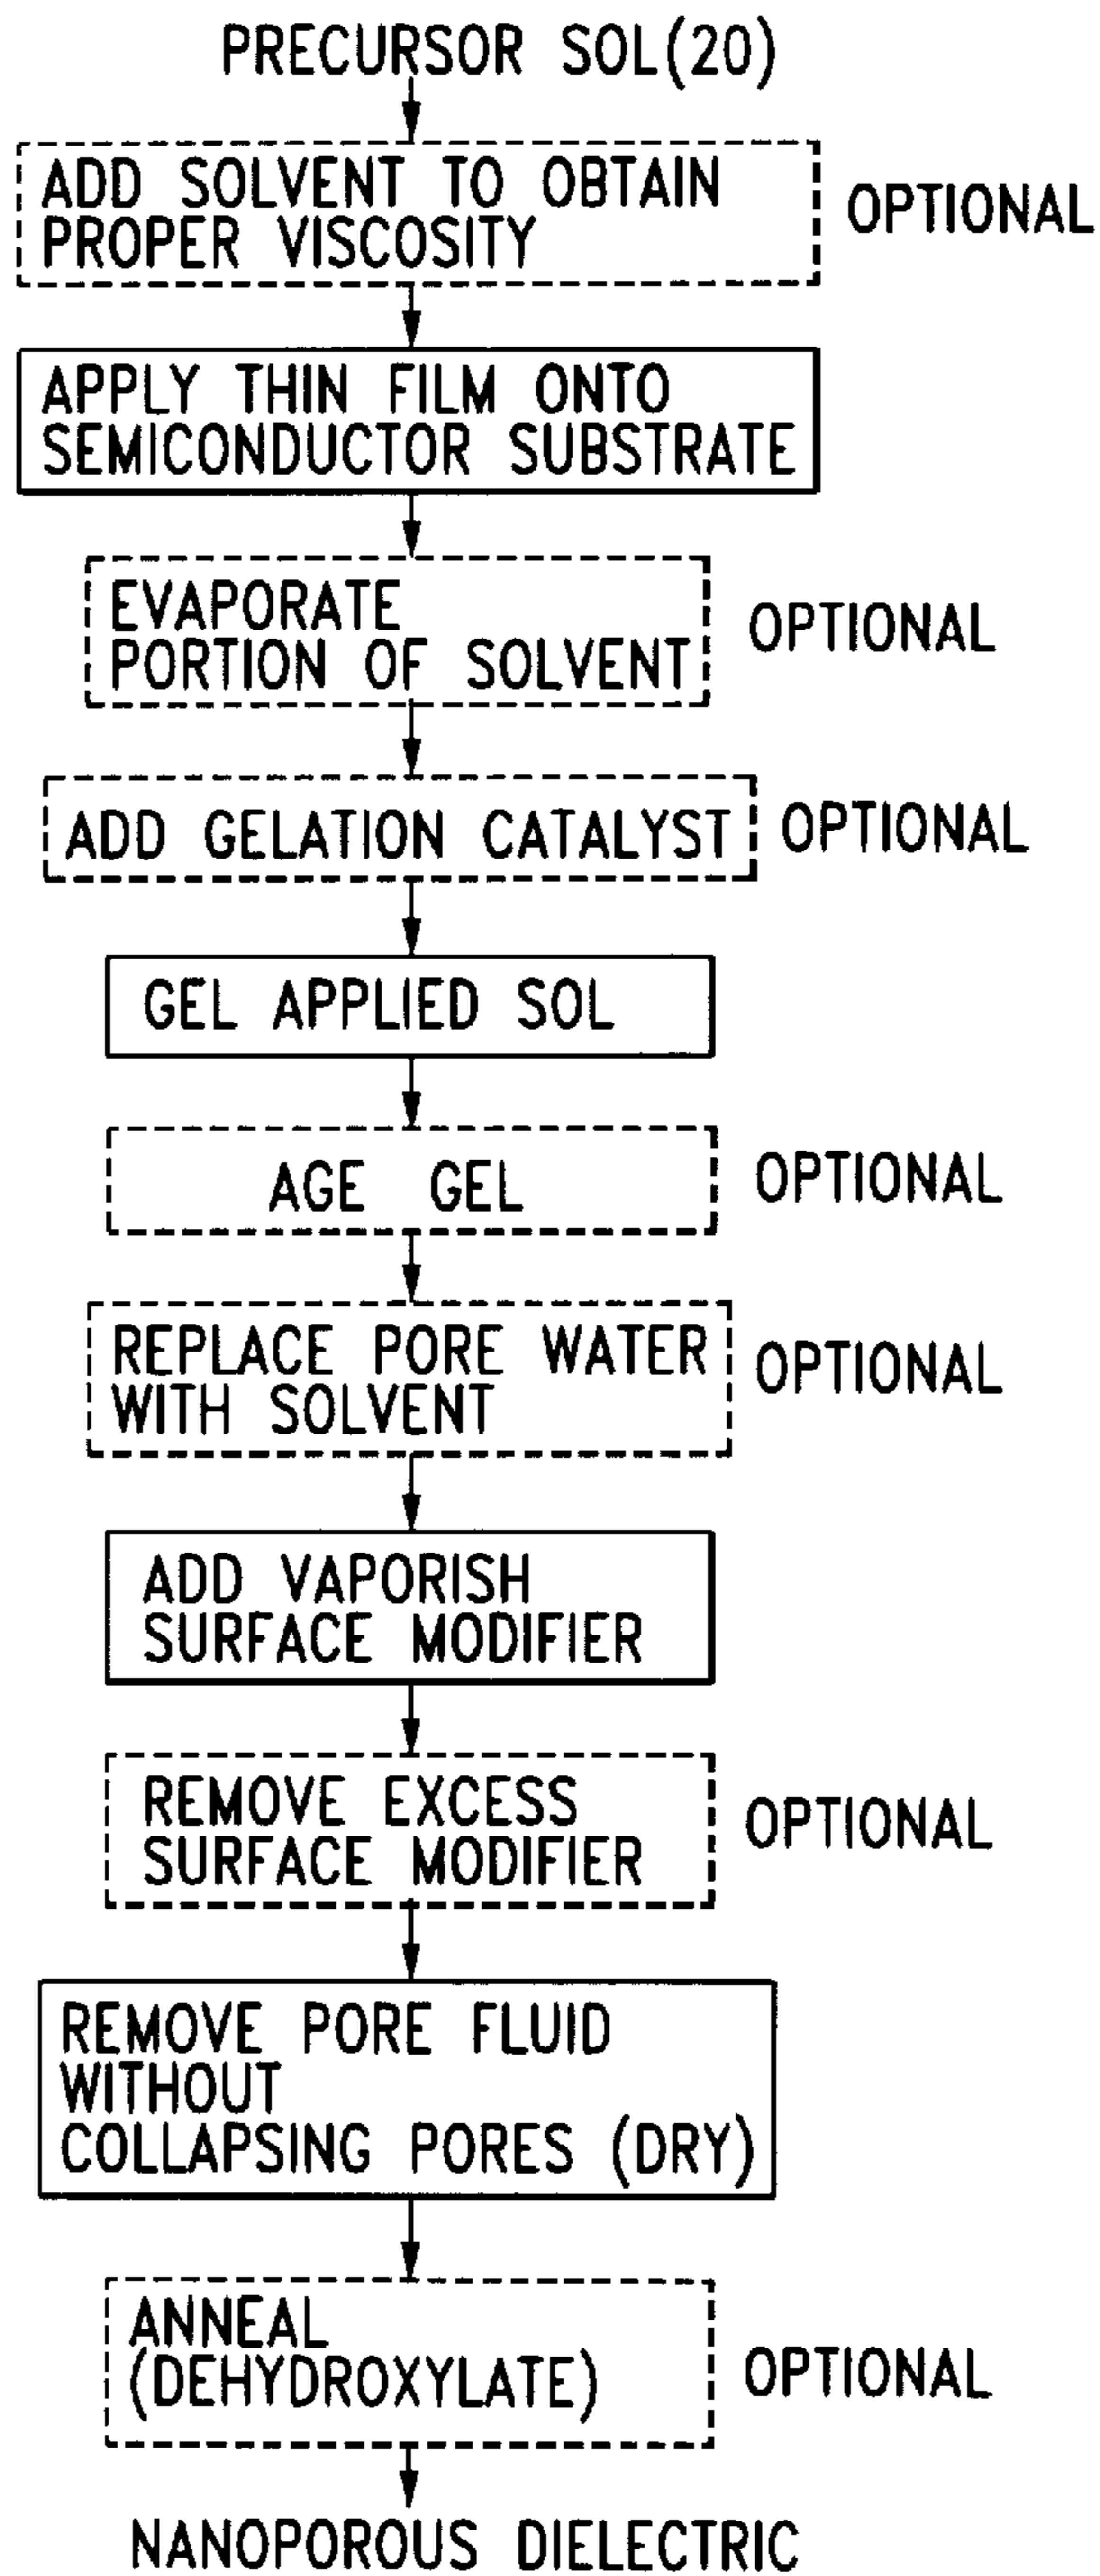 PRECURSOR SOL(20)
ADD SOLVENT TO OBTAIN
PROPER VISCOSITY
OPTIONAL
APPLY THIN FILM ONTO
SEMICONDUCTOR SUBSTRATE
EVAPORATE
PORTION OF SOLVENT
OPTIONAL
ADD GELATION CATALYST
OPTIONAL
GEL APPLIED SOL
AGE GEL
OPTIONAL
REPLACE PORE WATER
WITH SOLVENT
OPTIONAL
ADD VAPORISH
SURFACE MODIFIER
REMOVE EXCESS
SURFACE MODIFIER
OPTIONAL
REMOVE PORE FLUID
WITHOUT
COLLAPSING PORES (DRY)
ANNEAL
(DEHYDROXYLATE)
OPTIONAL
NANOPOROUS DIELECTRIC